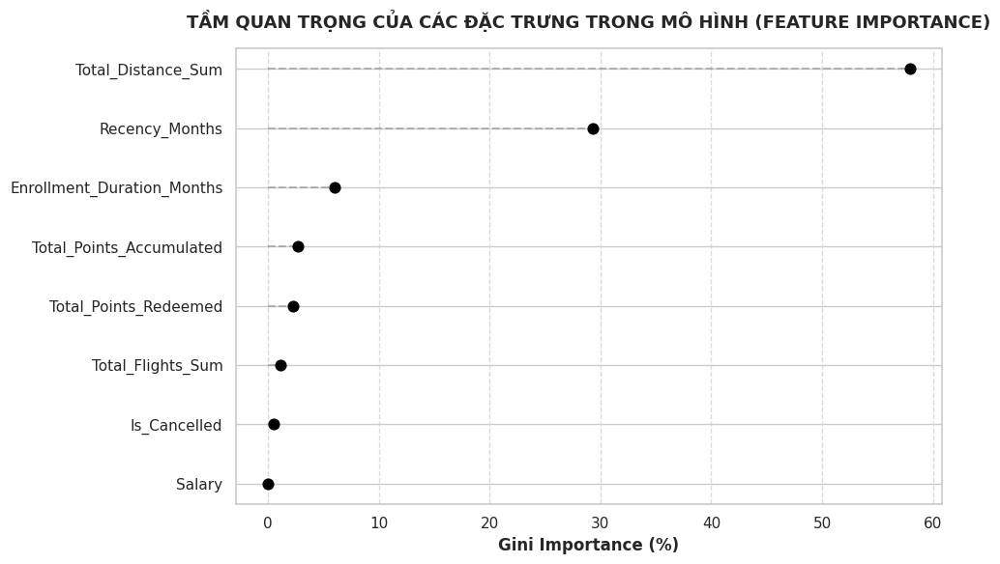 TẦM QUAN TRỌNG CỦA CÁC ĐẶC TRƯNG TRONG MÔ HÌNH (FEATURE IMPORTANCE)
Total_Distance_Sum
Recency_Months
Enrollment_Duration_Months
Total_Points_Accumulated
Total_Points_Redeemed
Total_Flights_Sum
Is_Cancelled
Salary
0 10 20 30 40 50 60
Gini Importance (%)